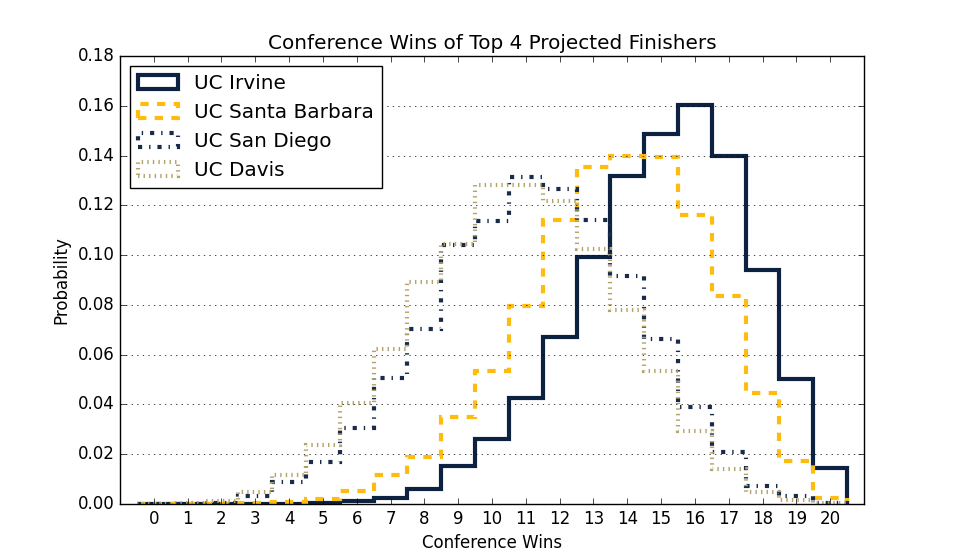 Conference Wins of Top 4 Projected Finishers
UC Irvine
UC Santa Barbara
UC San Diego
UC Davis
0.18
0.16
0.14
0.12
0.10
0.08
0.06
0.04
0.02
0.00
Probability
0 1 2 3 4 5 6 7 8 9 10 11 12 13 14 15 16 17 18 19 20
Conference Wins